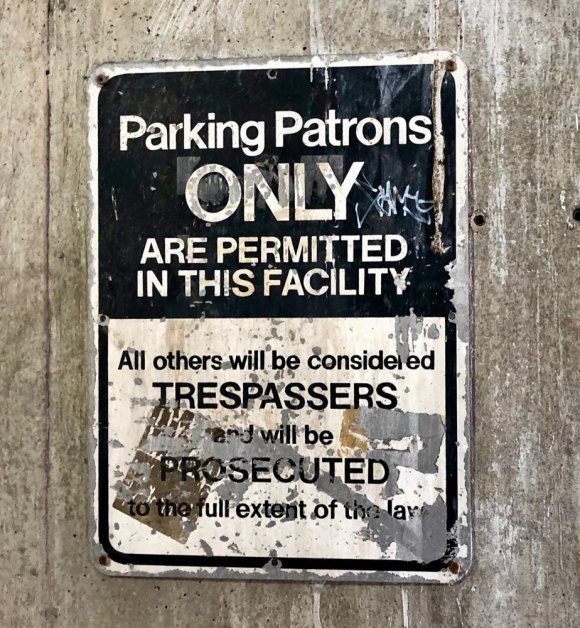 Parking Patrons
ONLY
ARE PERMITTED
IN THIS FACILITY
All others will be considered
TRESPASSERS
and will be
PROSECUTED
to the full extent of the law